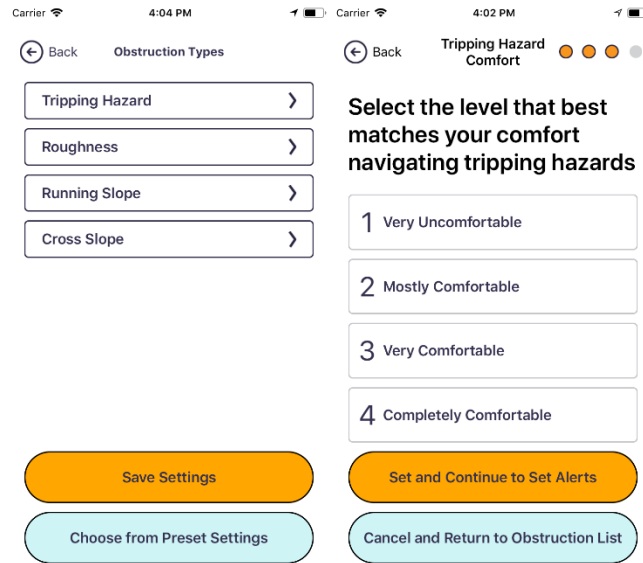 Carrier 4:04 PM
Back Obstruction Types
Tripping Hazard
Roughness
Running Slope
Cross Slope
Save Settings
Choose from Preset Settings
Carrier 4:02 PM
Back Tripping Hazard
Comfort
Select the level that best
matches your comfort
navigating tripping hazards
1 Very Uncomfortable
2 Mostly Comfortable
3 Very Comfortable
4 Completely Comfortable
Set and Continue to Set Alerts
Cancel and Return to Obstruction List